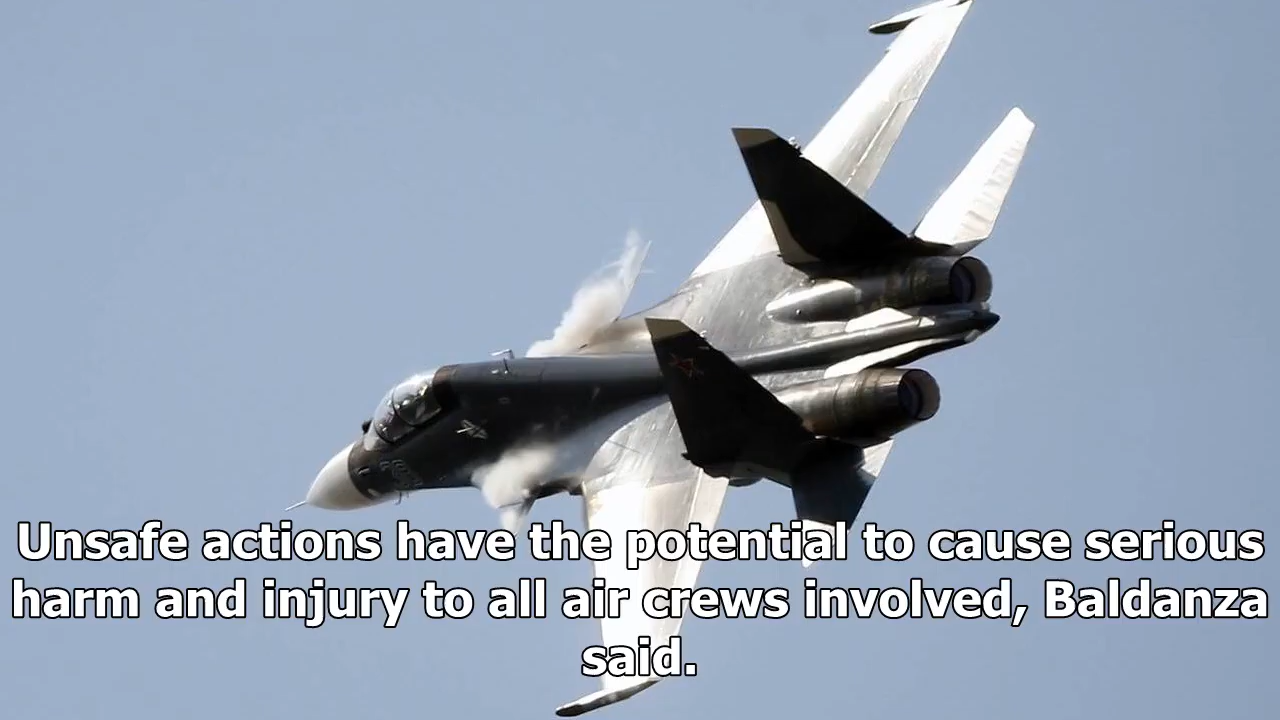 Unsafe actions have the potential to cause serious
harm and injury to all air crews involved, Baldanza
said.